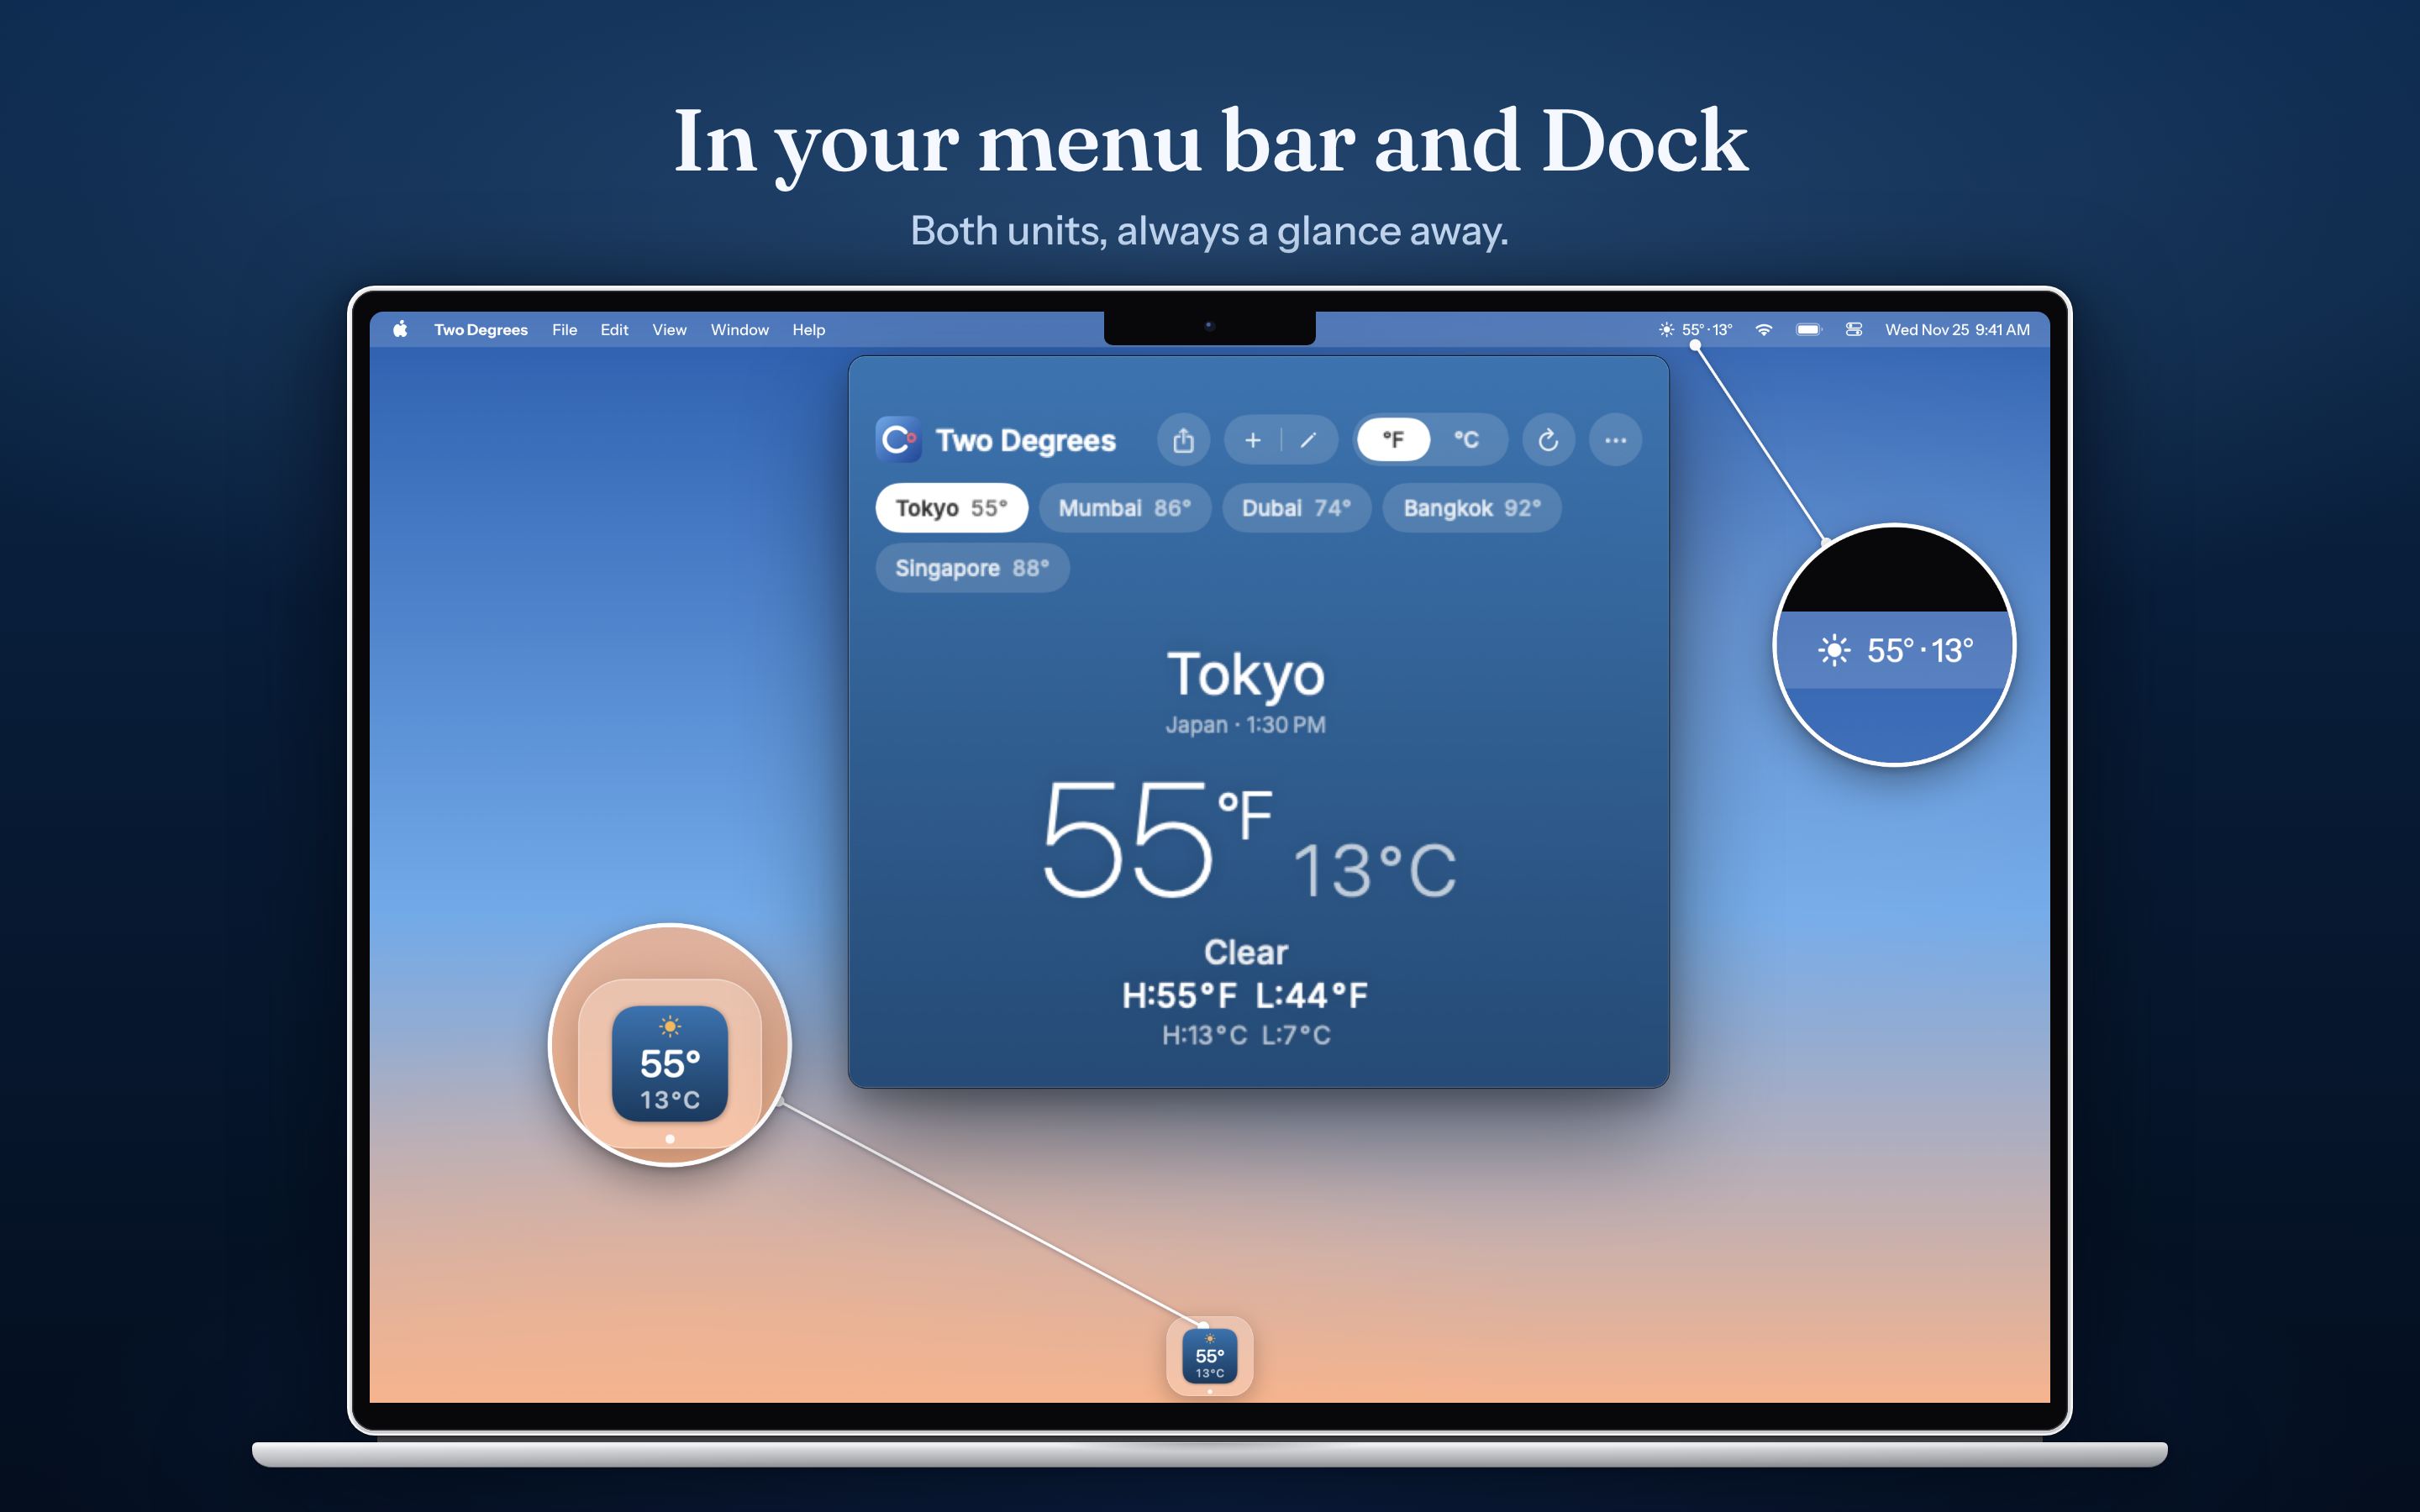 In your menu bar and Dock
Both units, always a glance away.
Two Degrees File Edit View Window Help 55° · 13° Wed Nov 25 9:41 AM
Two Degrees °F °C
Tokyo 55° Mumbai 86° Dubai 74° Bangkok 92°
Singapore 88°
Tokyo
Japan · 1:30 PM
55°F 13°C
Clear
H:55°F L:44°F
H:13°C L:7°C
55° · 13°
55°
13°C
55°
13°C